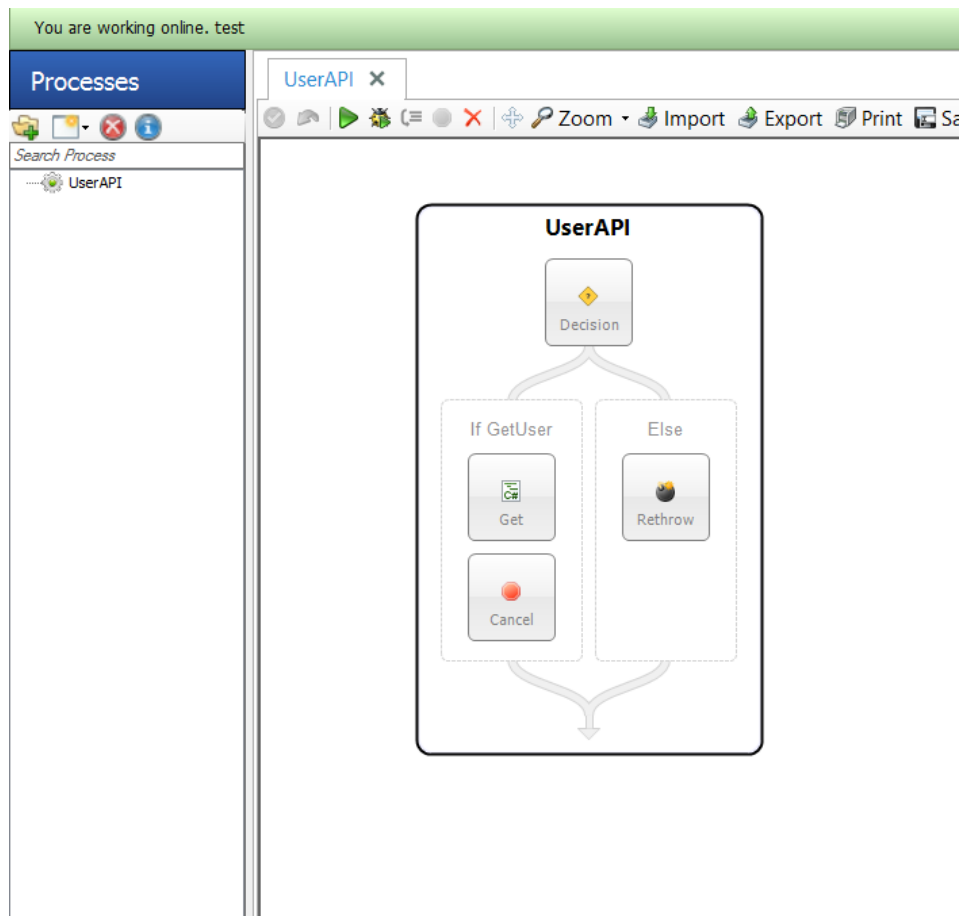 You are working online. test
Processes
UserAPI
Zoom
Import
Export
Print
Sa
Search Process
UserAPI
UserAPI
?
Decision
If GetUser
Else
C#
Get
Rethrow
Cancel